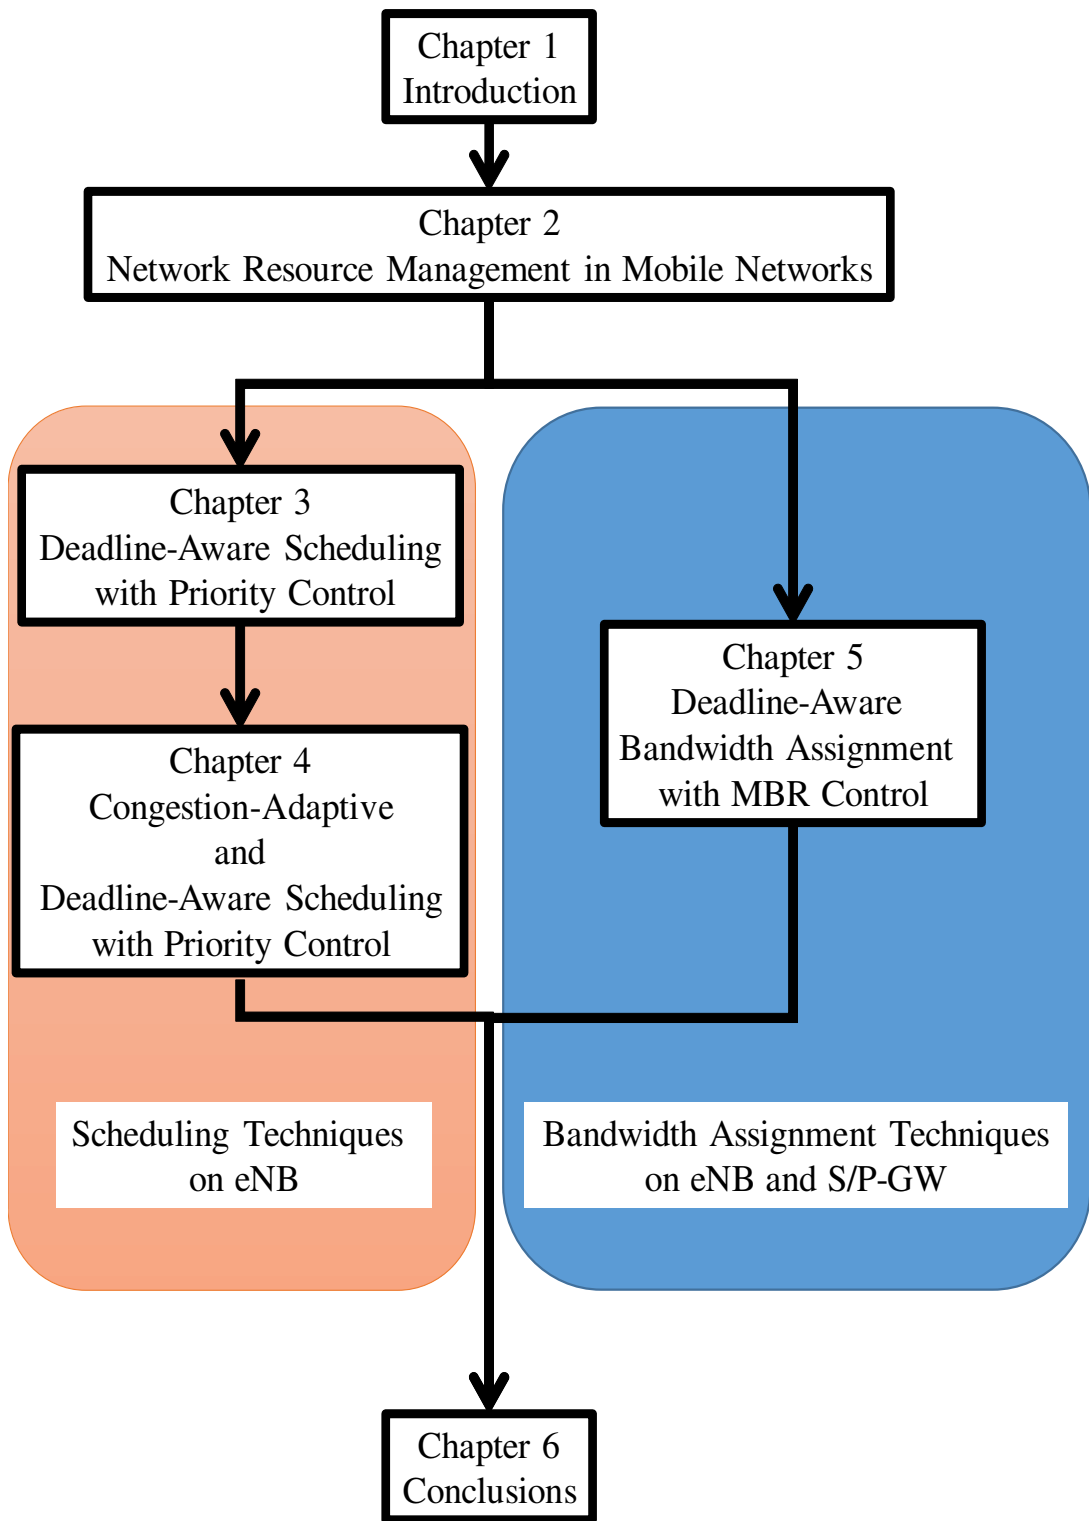 Chapter 1
Introduction
Chapter 2
Network Resource Management in Mobile Networks
Chapter 3
Deadline-Aware Scheduling
with Priority Control
Chapter 4
Congestion-Adaptive
and
Deadline-Aware Scheduling
with Priority Control
Scheduling Techniques
on eNB
Chapter 5
Deadline-Aware
Bandwidth Assignment
with MBR Control
Bandwidth Assignment Techniques
on eNB and S/P-GW
Chapter 6
Conclusions